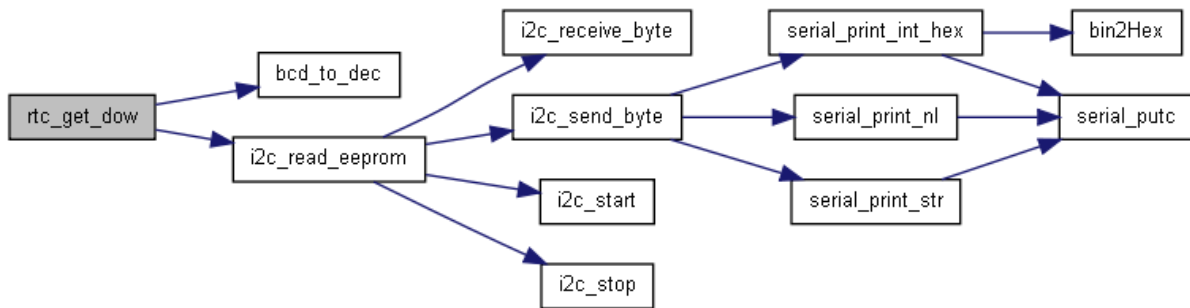 rtc_get_dow
bcd_to_dec
i2c_read_eeprom
i2c_receive_byte
i2c_send_byte
i2c_start
i2c_stop
serial_print_int_hex
serial_print_nl
serial_print_str
bin2Hex
serial_putc